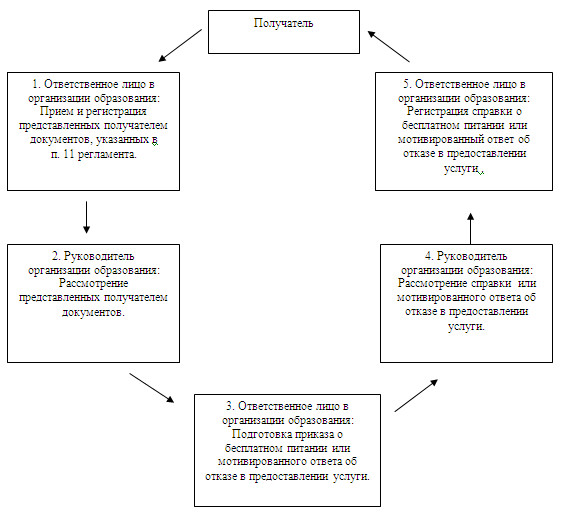 Получатель
1. Ответственное лицо в
организации образования:
Прием и регистрация
представленных получателем
документов, указанных в
п. 11 регламента.
2. Руководитель
организации образования:
Рассмотрение
представленных получателем
документов.
3. Ответственное лицо в
организации образования:
Подготовка приказа о
бесплатном питании или
мотивированного ответа об
отказе в предоставлении услуги.
4. Руководитель
организации образования:
Рассмотрение справки или
мотивированного ответа об
отказе в предоставлении
услуги.
5. Ответственное лицо в
организации образования:
Регистрация справки о
бесплатном питании или
мотивированный ответ об
отказе в предоставлении
услуги..